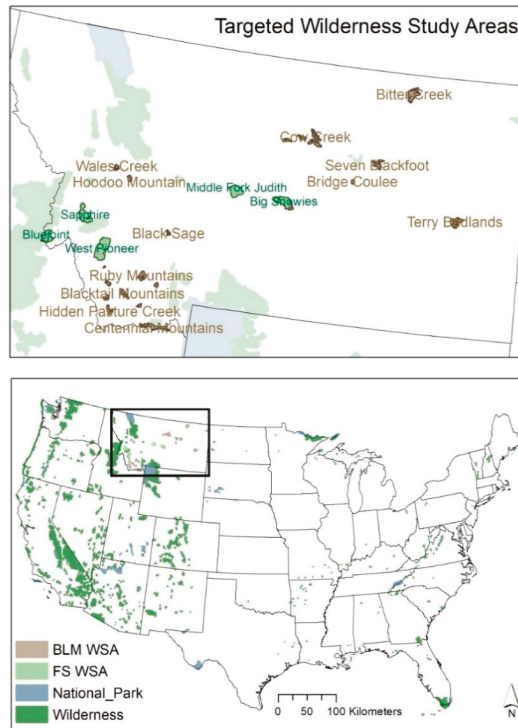 Targeted Wilderness Study Areas
Bitter Creek
Cow Creek
Wales Creek
Seven Blackfoot
Hoodoo Mountain
Middle Fork Judith
Bridge Coulee
Big Snowies
Sapphire
Terry Badlands
Bluejoint
Black Sage
West Pioneer
Ruby Mountains
Blacktail Mountains
Hidden Pasture Creek
Centennial Mountains
BLM WSA
FS WSA
National_Park
Wilderness
0 50 100 Kilometers
N